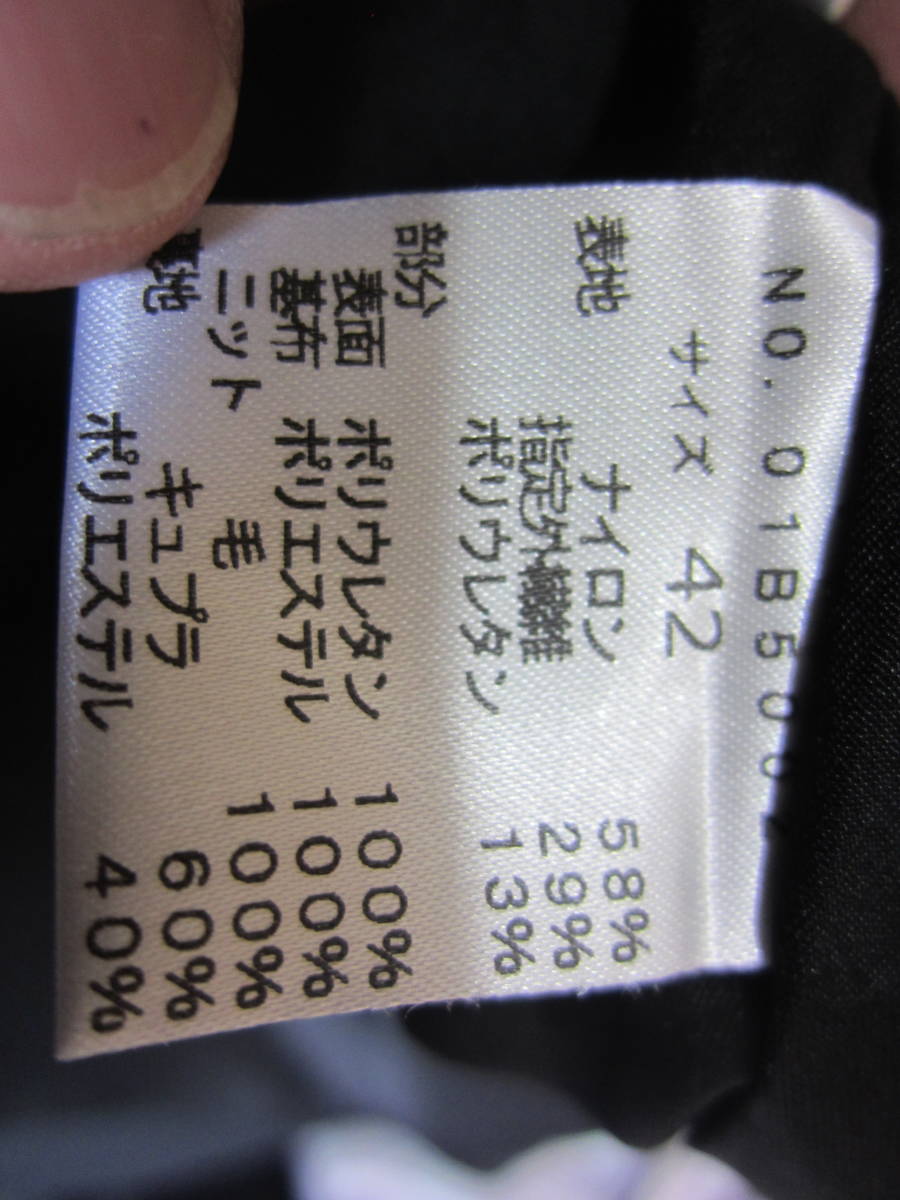 NO. 01B500
サイズ 42
表地 ナイロン 58%
指定外繊維 29%
ポリウレタン 13%
部分
表面 ポリウレタン 100%
基布 ポリエステル 100%
ニット 毛 100%
裏地 キュプラ 60%
ポリエステル 40%